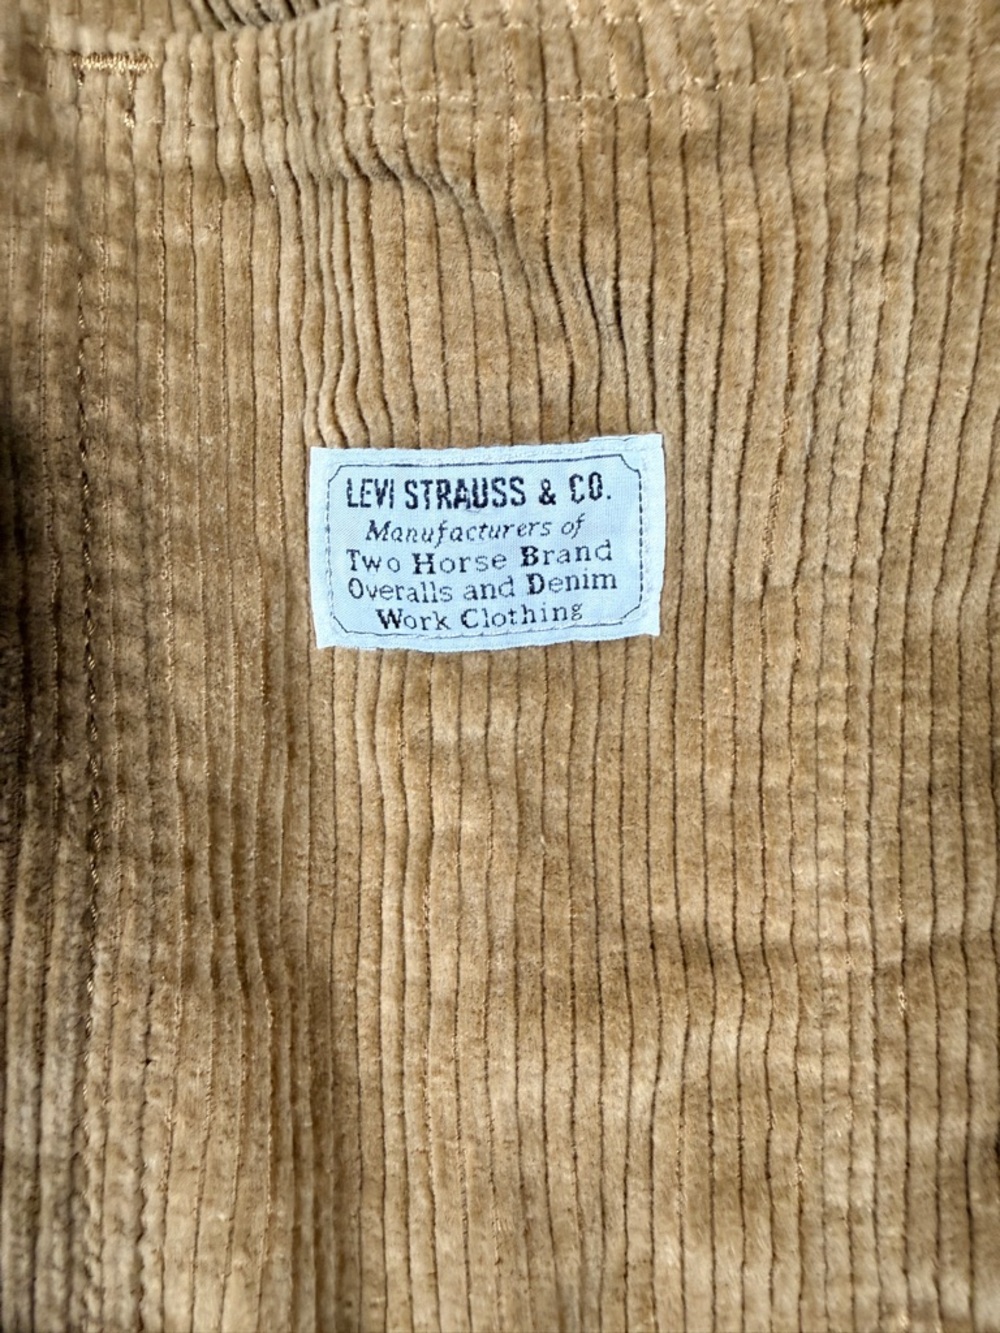 LEVI STRAUSS & CO.
Manufacturers of
Two Horse Brand
Overalls and Denim
Work Clothing